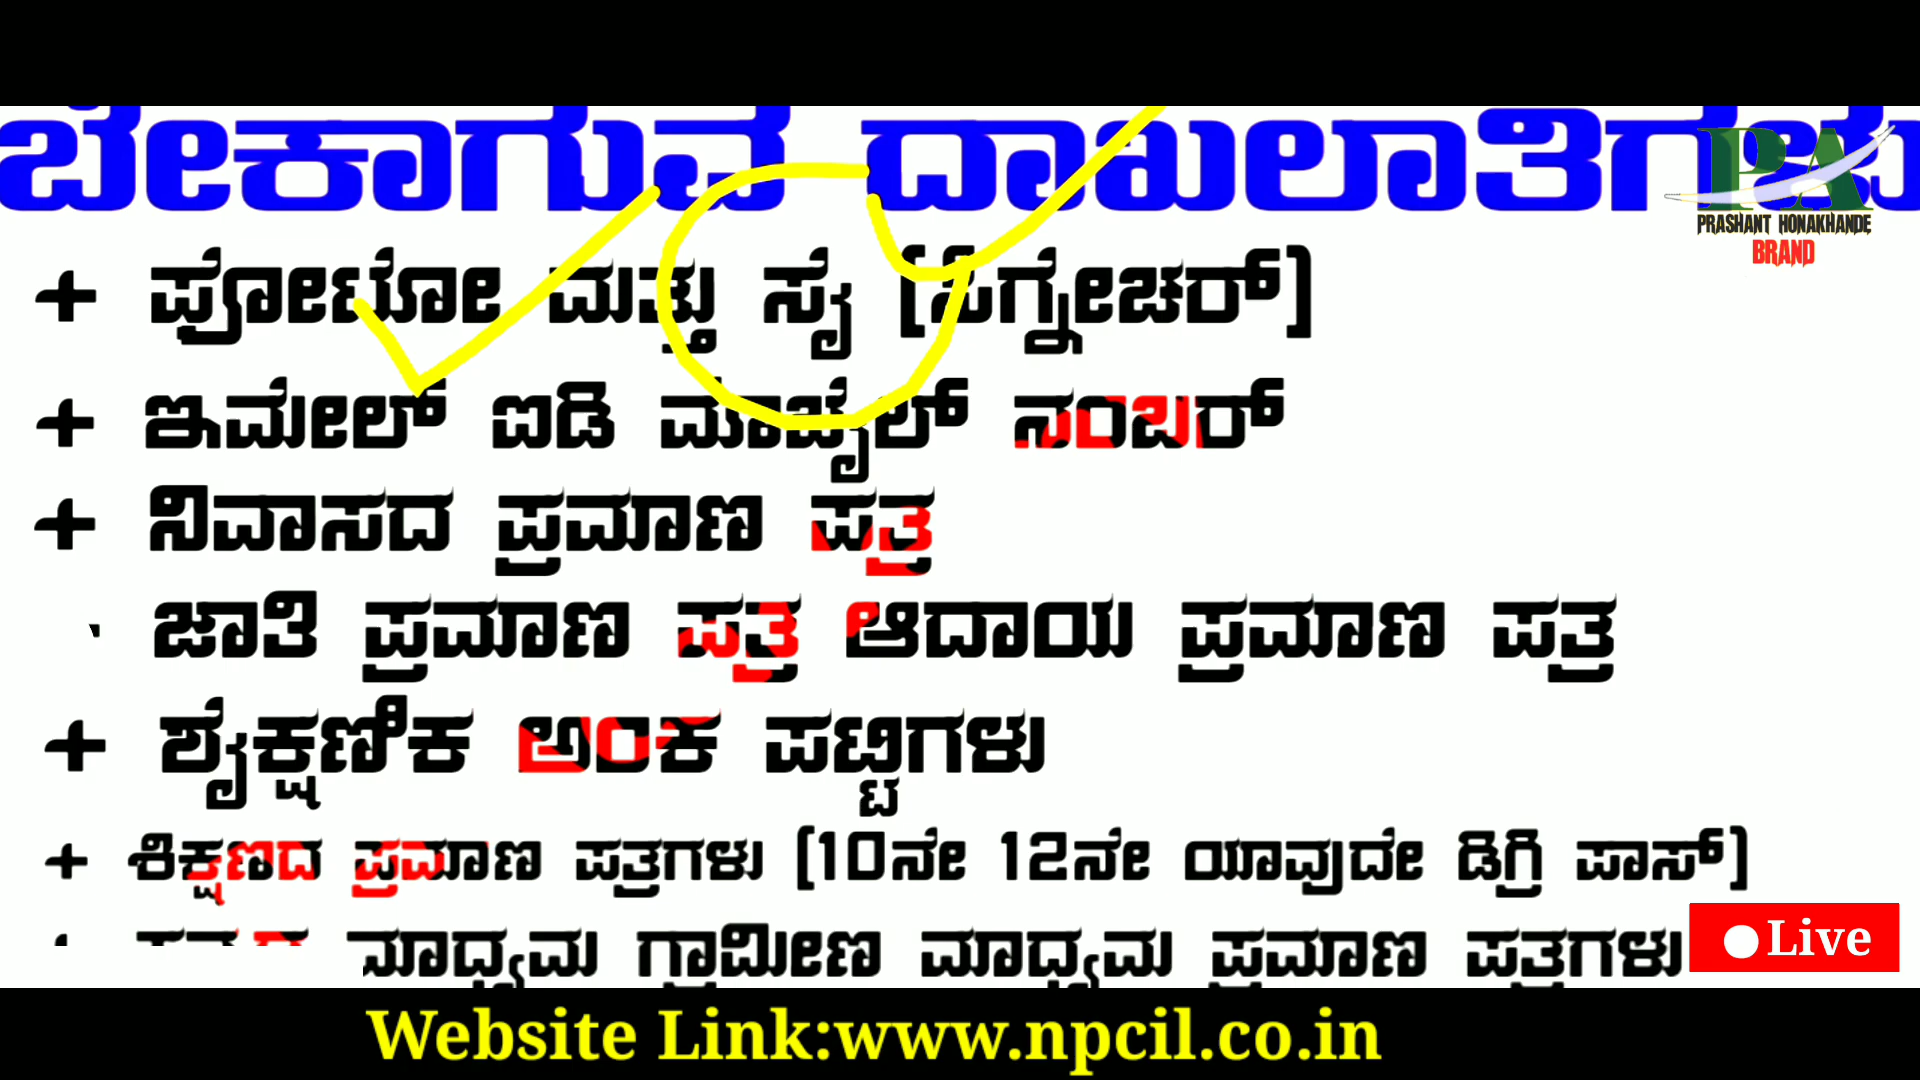 ಬೇಕಾಗುವ ದಾಖಲಾತಿಗಳು
PA
PRASHANT HONAKHANDE
BRAND
+ ಫೋಟೋ ಮತ್ತು ಸೈ [ಸಿಗ್ನೇಚರ್]
+ ಇಮೇಲ್ ಐಡಿ ಮೊಬೈಲ್ ನಂಬರ್
+ ನಿವಾಸದ ಪ್ರಮಾಣ ಪತ್ರ
ಜಾತಿ ಪ್ರಮಾಣ ಪತ್ರ ಆದಾಯ ಪ್ರಮಾಣ ಪತ್ರ
+ ಶೈಕ್ಷಣಿಕ ಅಂಕ ಪಟ್ಟಿಗಳು
+ ಶಿಕ್ಷಣದ ಪ್ರಮಾಣ ಪತ್ರಗಳು [10ನೇ 12ನೇ ಯಾವುದೇ ಡಿಗ್ರಿ ಪಾಸ್]
ಮಾಧ್ಯಮ ಗ್ರಾಮೀಣ ಮಾಧ್ಯಮ ಪ್ರಮಾಣ ಪತ್ರಗಳು
Live
Website Link:www.npcil.co.in